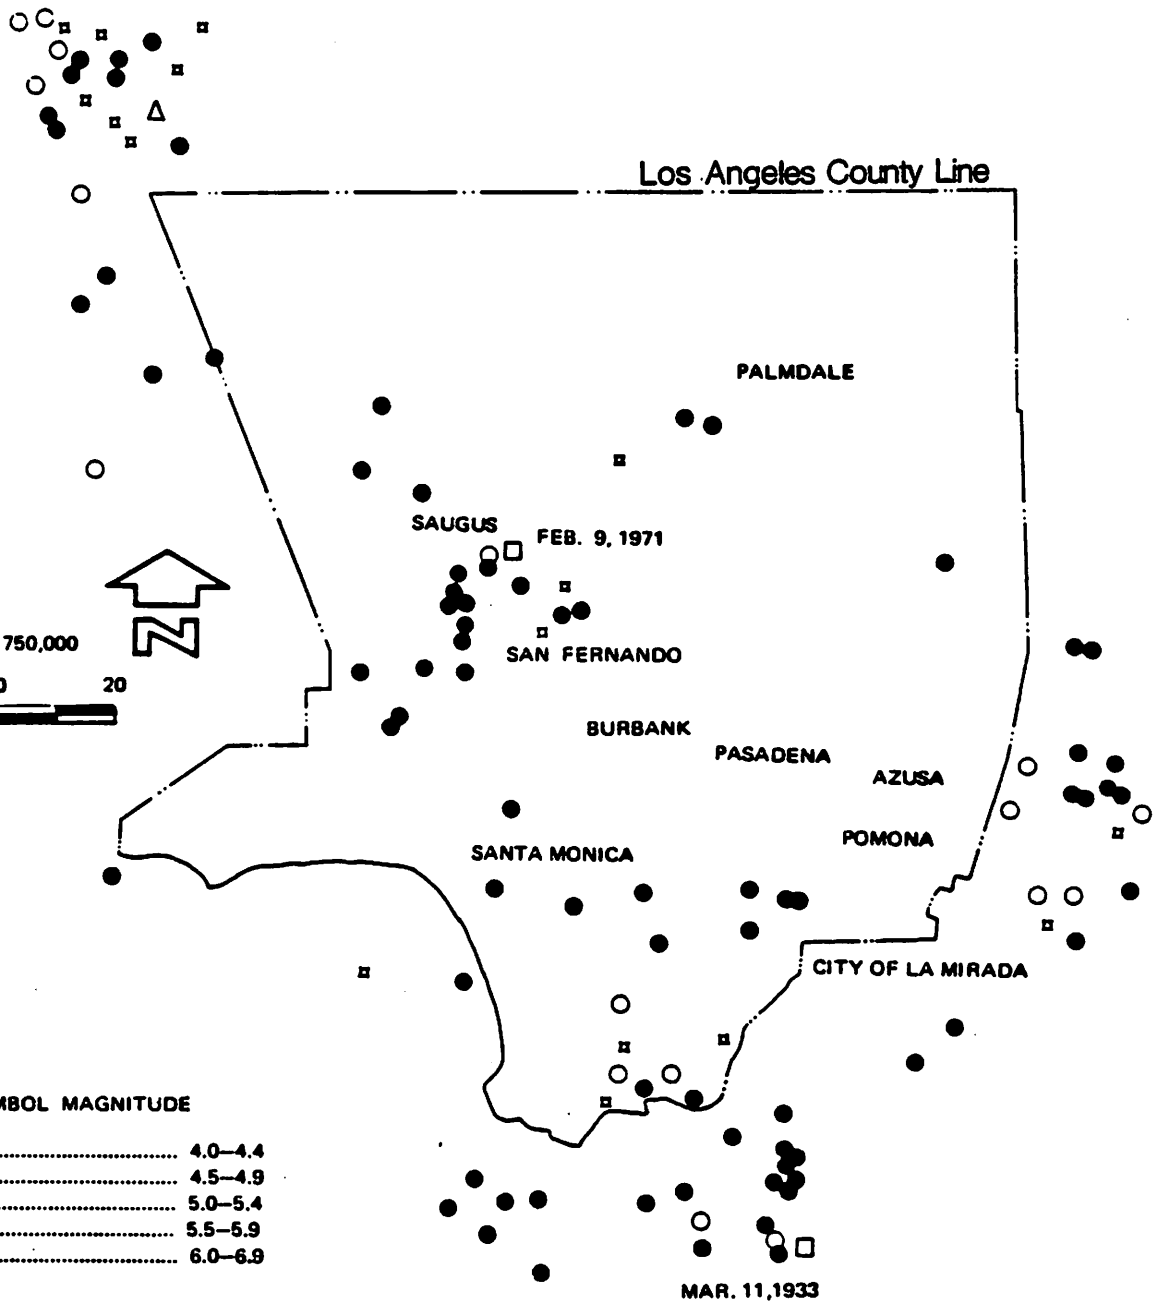 Los Angeles County Line
PALMDALE
SAUGUS
FEB. 9, 1971
750,000
SAN FERNANDO
20
BURBANK
PASADENA
AZUSA
POMONA
SANTA MONICA
CITY OF LA MIRADA
MBOL MAGNITUDE
4.0—4.4
4.5—4.9
5.0—5.4
5.5—5.9
6.0—6.9
MAR. 11,1933
N